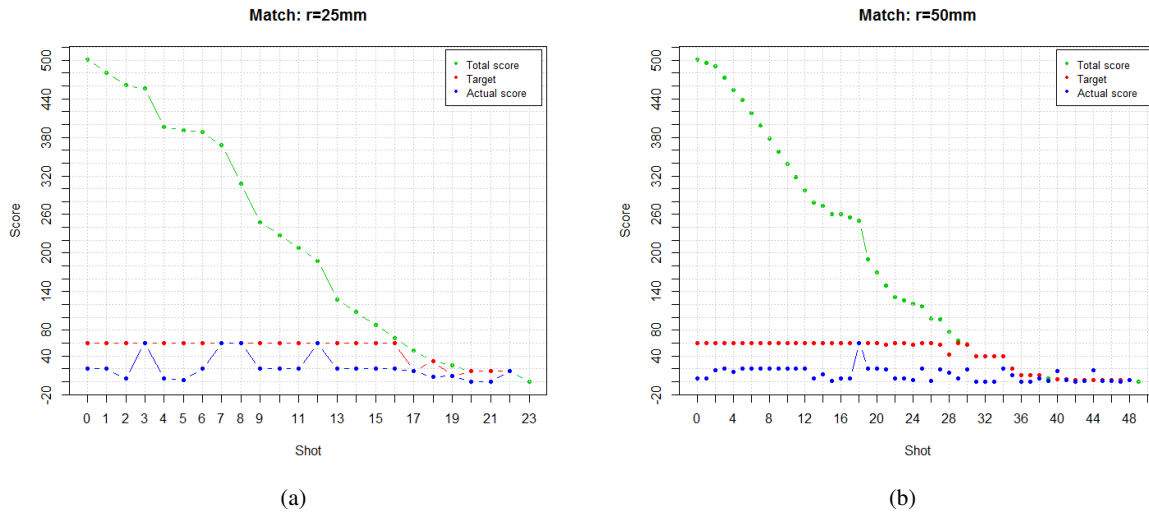 Match: r=25mm
Total score
Target
Actual score
Score
500
440
380
320
260
200
140
80
40
-20
0 1 2 3 4 5 6 7 8 9 11 13 15 17 19 21 23
Shot
(a)
Match: r=50mm
Total score
Target
Actual score
Score
500
440
380
320
260
200
140
80
40
-20
0 4 8 12 16 20 24 28 32 36 40 44 48
Shot
(b)